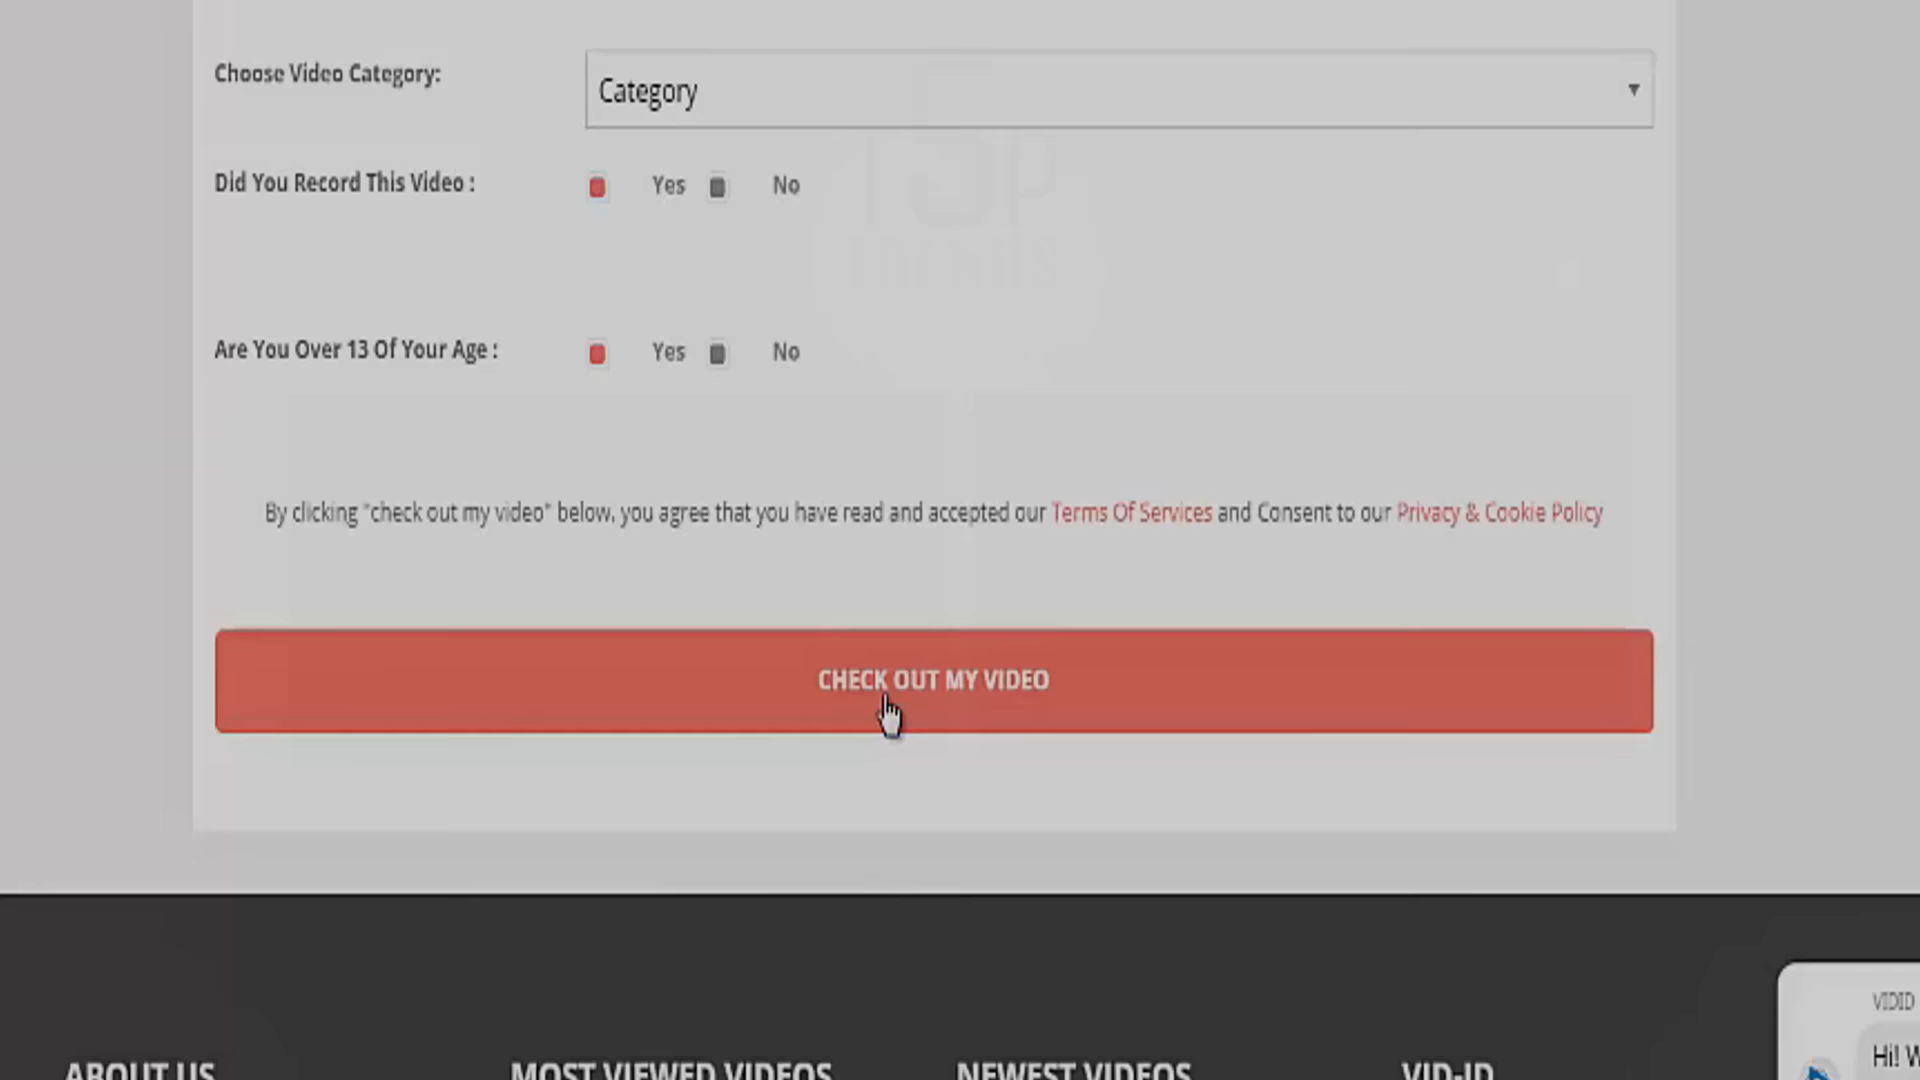 Choose Video Category:
Category
Did You Record This Video :
Yes
No
Are You Over 13 Of Your Age :
Yes
No
By clicking "check out my video" below, you agree that you have read and accepted our Terms Of Services and Consent to our Privacy & Cookie Policy
CHECK OUT MY VIDEO
VIDID
Hi! W
ABOUT US
MOST VIEWED VIDEOS
NEWEST VIDEOS
VID-ID